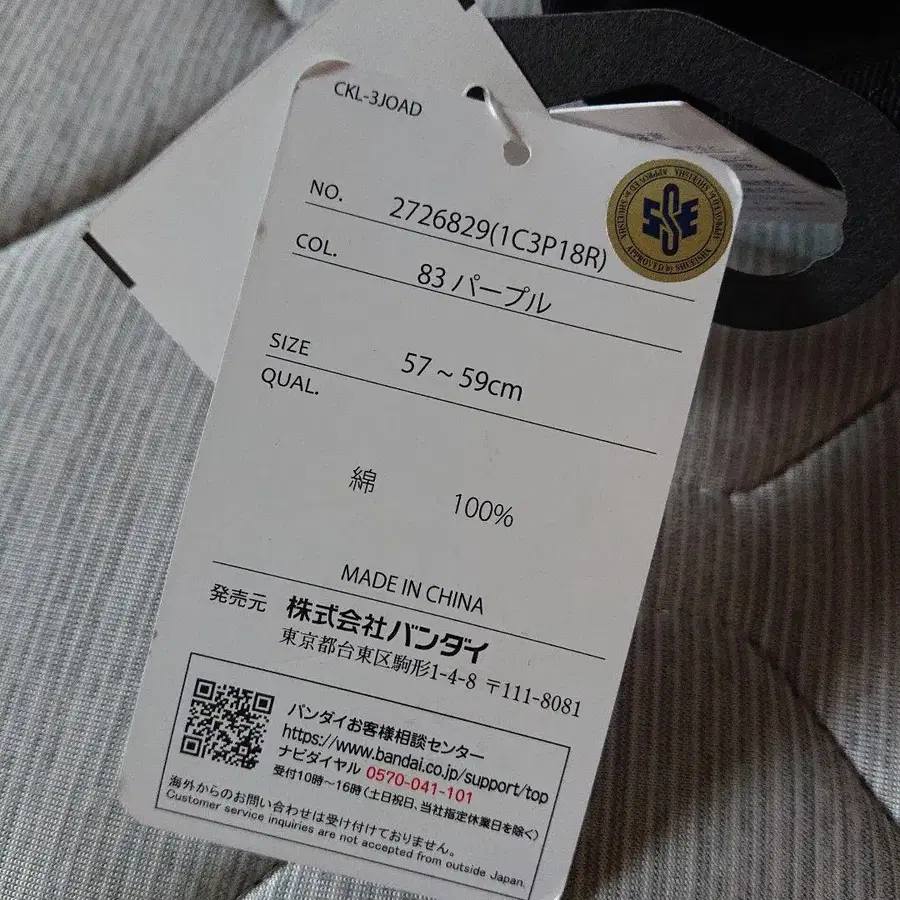 CKL-3JOAD
NO. 2726829(1C3P18R)
COL. 83 パープル
SIZE 57 ~ 59cm
QUAL.
綿 100%
MADE IN CHINA
発売元 株式会社バンダイ
東京都台東区駒形1-4-8 〒111-8081
バンダイお客様相談センター
https://www.bandai.co.jp/support/top
ナビダイヤル 0570-041-101
受付10時〜16時(土日祝日、当社指定休業日を除く)
海外からのお問い合わせは受け付けておりません。
Customer service inquiries are not accepted from outside Japan.
APPROVED by SHUEISHA